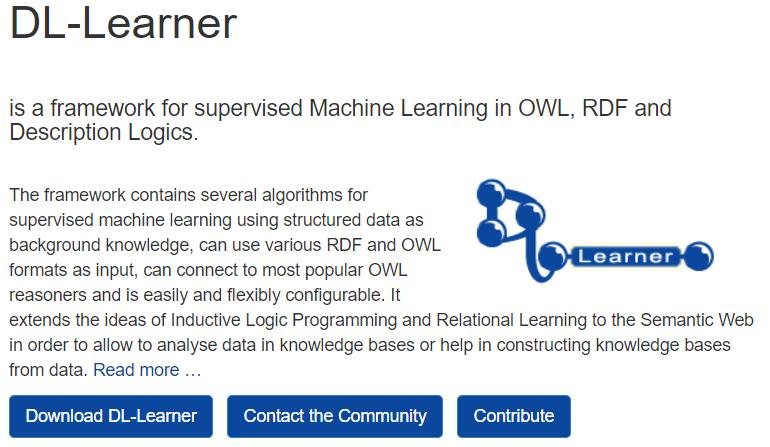 DL-Learner
is a framework for supervised Machine Learning in OWL, RDF and
Description Logics.
The framework contains several algorithms for
supervised machine learning using structured data as
background knowledge, can use various RDF and OWL
formats as input, can connect to most popular OWL
reasoners and is easily and flexibly configurable. It
extends the ideas of Inductive Logic Programming and Relational Learning to the Semantic Web
in order to allow to analyse data in knowledge bases or help in constructing knowledge bases
from data. Read more …
Learner
Download DL-Learner
Contact the Community
Contribute